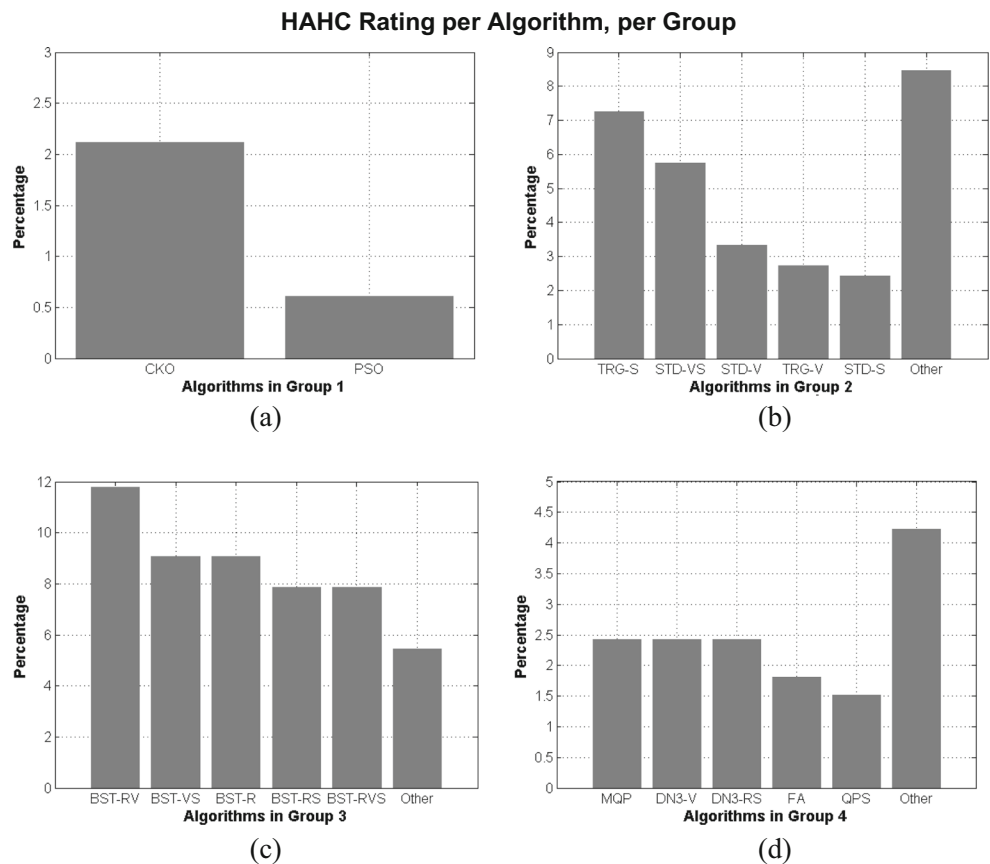 HAHC Rating per Algorithm, per Group
3
2.5
2
1.5
1
0.5
0
Percentage
CKO PSO
Algorithms in Group 1
(a)
9
8
7
6
5
4
3
2
1
0
Percentage
TRG-S STD-VS STD-V TRG-V STD-S Other
Algorithms in Group 2
(b)
12
10
8
6
4
2
0
Percentage
BST-RV BST-VS BST-R BST-RS BST-RVS Other
Algorithms in Group 3
(c)
5
4.5
4
3.5
3
2.5
2
1.5
1
0.5
0
Percentage
MQP DN3-V DN3-RS FA QPS Other
Algorithms in Group 4
(d)